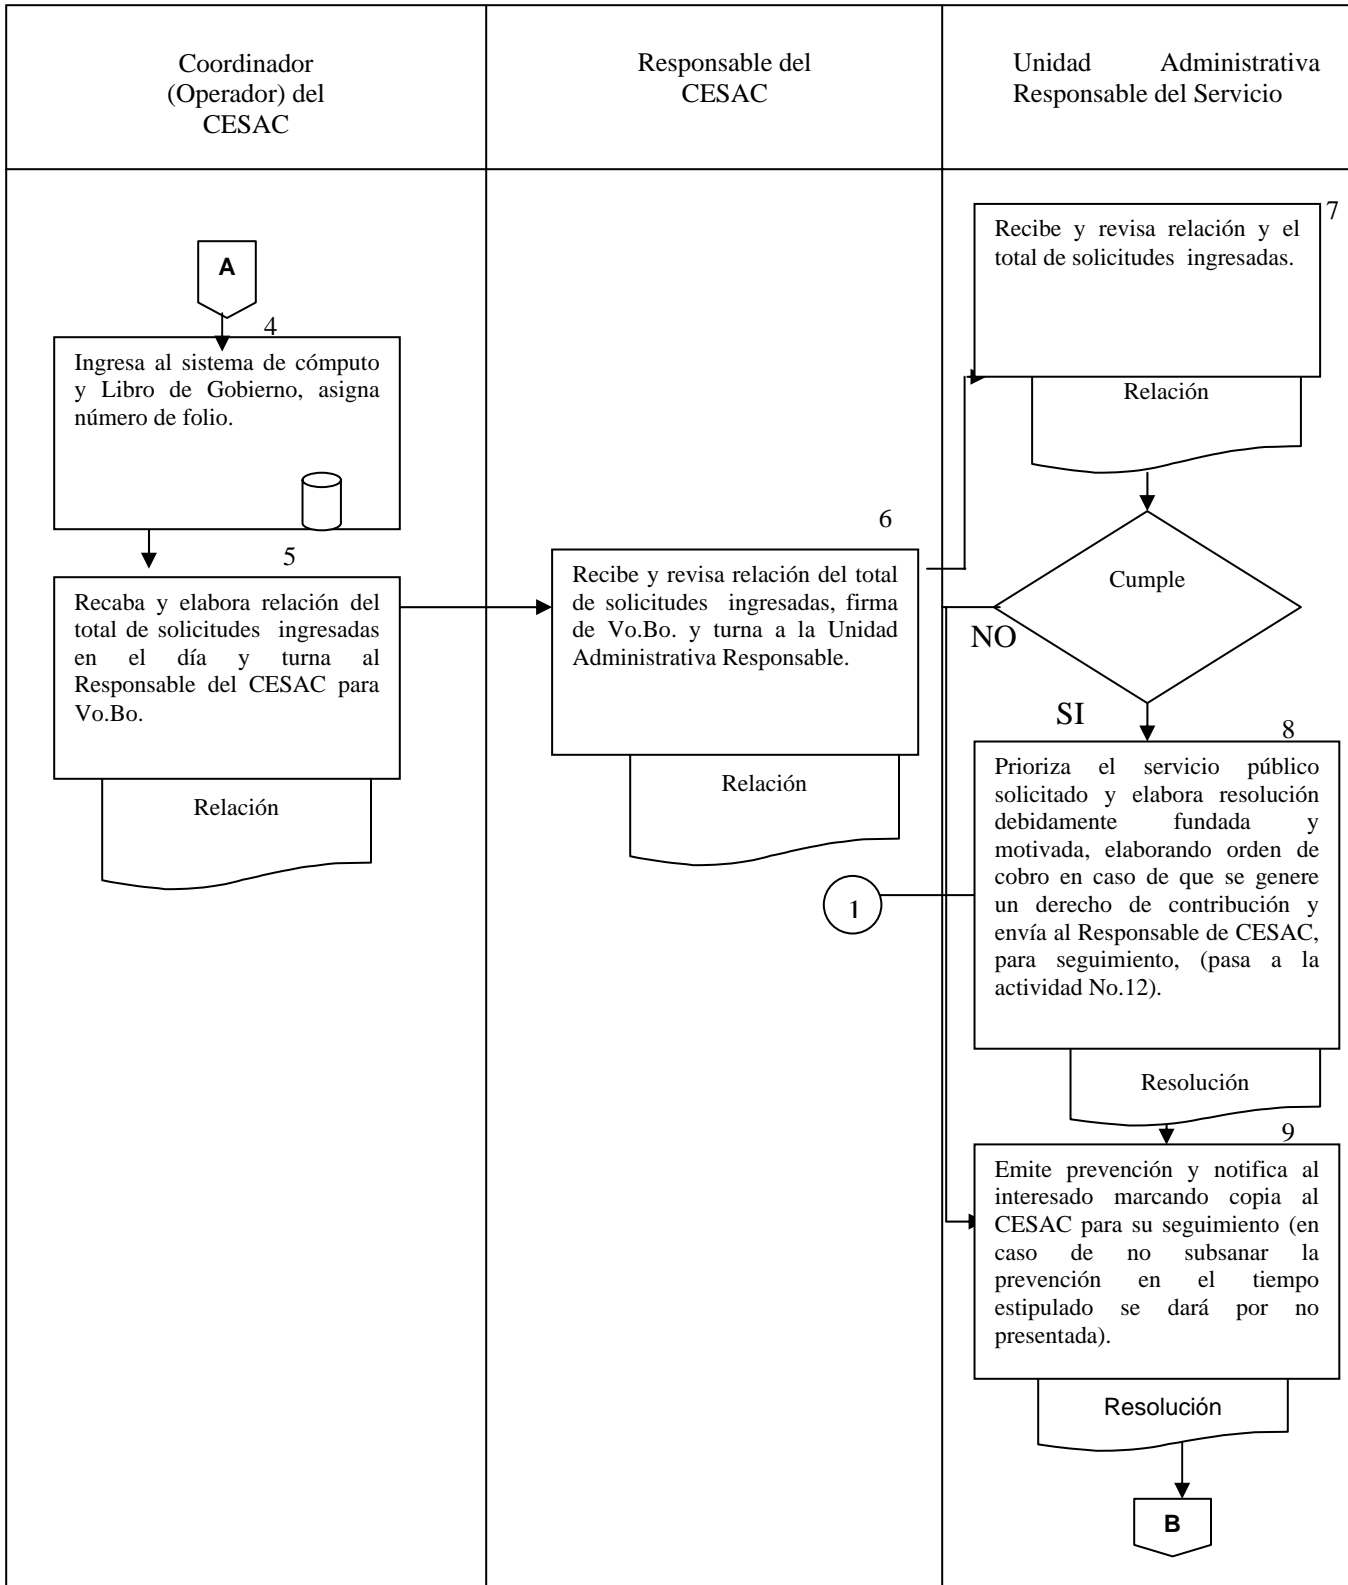 Coordinador
(Operador) del
CESAC
Responsable del
CESAC
Unidad Administrativa
Responsable del Servicio
A
4
Ingresa al sistema de cómputo
y Libro de Gobierno, asigna
número de folio.
5
Recaba y elabora relación del
total de solicitudes ingresadas
en el día y turna al
Responsable del CESAC para
Vo.Bo.
Relación
6
Recibe y revisa relación del total
de solicitudes ingresadas, firma
de Vo.Bo. y turna a la Unidad
Administrativa Responsable.
Relación
7
Recibe y revisa relación y el
total de solicitudes ingresadas.
Relación
Cumple
NO
SI
8
Prioriza el servicio público
solicitado y elabora resolución
debidamente fundada y
motivada, elaborando orden de
cobro en caso de que se genere
un derecho de contribución y
envía al Responsable de CESAC,
para seguimiento, (pasa a la
actividad No.12).
1
Resolución
9
Emite prevención y notifica al
interesado marcando copia al
CESAC para su seguimiento (en
caso de no subsanar la
prevención en el tiempo
estipulado se dará por no
presentada).
Resolución
B